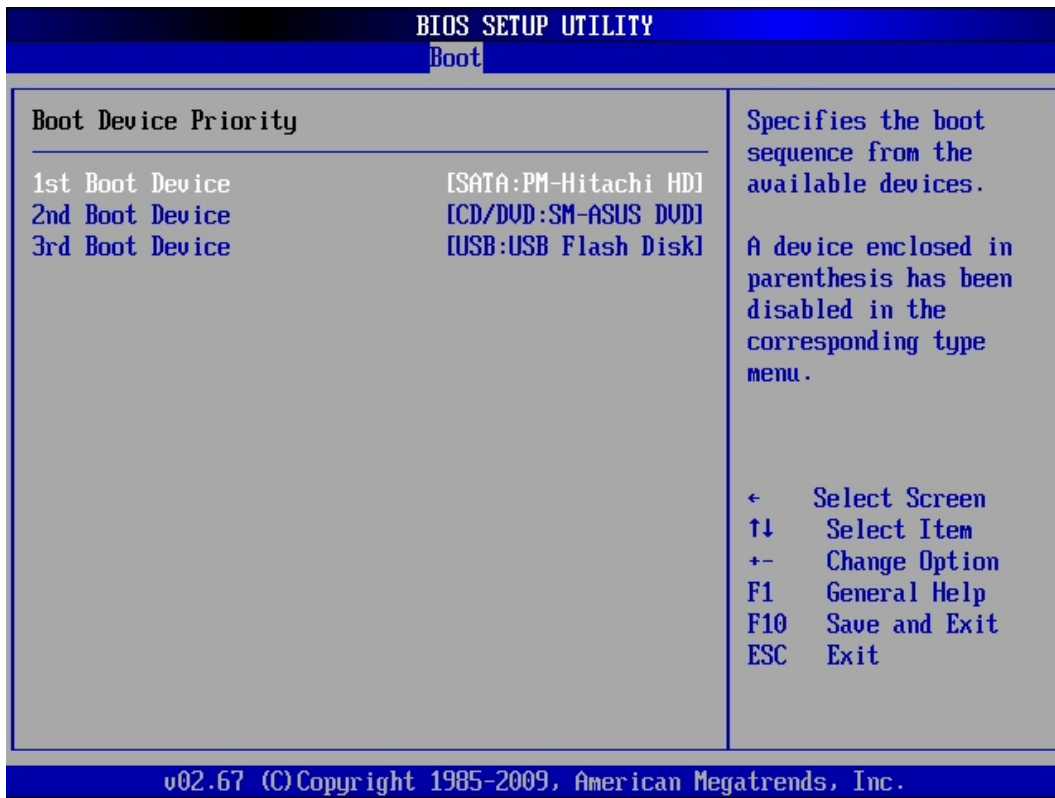 BIOS SETUP UTILITY
Boot
Boot Device Priority
1st Boot Device [SATA:PM-Hitachi HD]
2nd Boot Device [CD/DVD:SM-ASUS DVD]
3rd Boot Device [USB:USB Flash Disk]
Specifies the boot
sequence from the
available devices.
A device enclosed in
parenthesis has been
disabled in the
corresponding type
menu.
← Select Screen
↑↓ Select Item
+- Change Option
F1 General Help
F10 Save and Exit
ESC Exit
v02.67 (C)Copyright 1985-2009, American Megatrends, Inc.